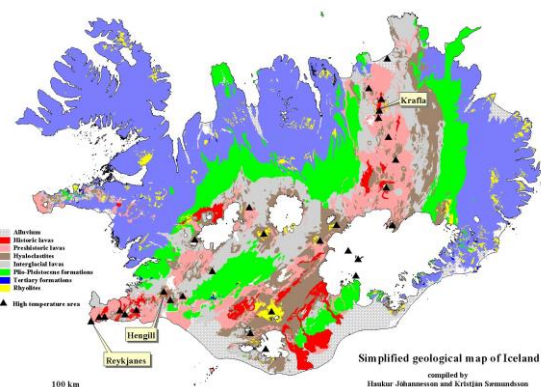 Krafla
Alluvium
Historic lavas
Prehistoric lavas
Hyaloclastites
Interglacial lavas
Plio-Pleistocene formations
Tertiary formations
Rhyolites
High temperature area
Hengill
Reykjanes
100 km
Simplified geological map of Iceland
compiled by
Haukur Jóhannesson and Kristján Sæmundsson